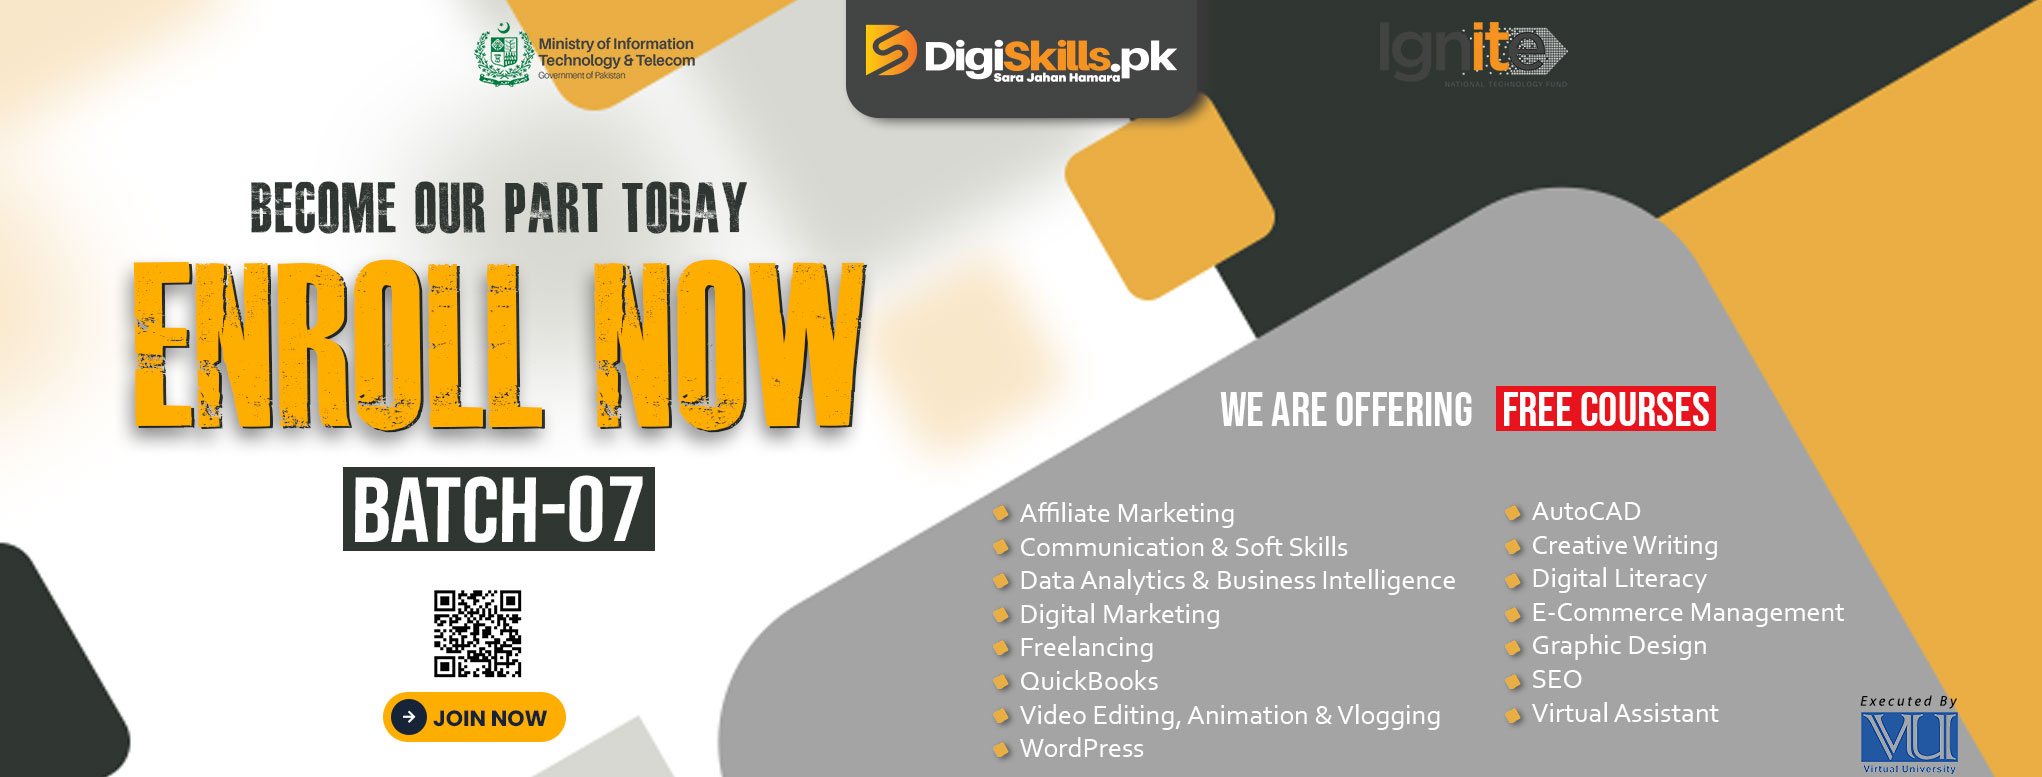 Ministry of Information
Technology & Telecom
Government of Pakistan
DigiSkills.pk
Sara Jahan Hamara
Ignite
NATIONAL TECHNOLOGY FUND
BECOME OUR PART TODAY
ENROLL NOW
BATCH-07
JOIN NOW
WE ARE OFFERING FREE COURSES
Affiliate Marketing
Communication & Soft Skills
Data Analytics & Business Intelligence
Digital Marketing
Freelancing
QuickBooks
Video Editing, Animation & Vlogging
WordPress
AutoCAD
Creative Writing
Digital Literacy
E-Commerce Management
Graphic Design
SEO
Virtual Assistant
Executed By
VU
Virtual University